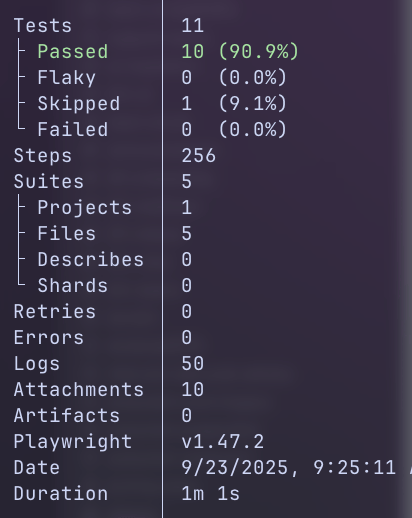 Tests 11
Passed 10 (90.9%)
Flaky 0 (0.0%)
Skipped 1 (9.1%)
Failed 0 (0.0%)
Steps 256
Suites 5
Projects 1
Files 5
Describes 0
Shards 0
Retries 0
Errors 0
Logs 50
Attachments 10
Artifacts 0
Playwright v1.47.2
Date 9/23/2025, 9:25:11
Duration 1m 1s